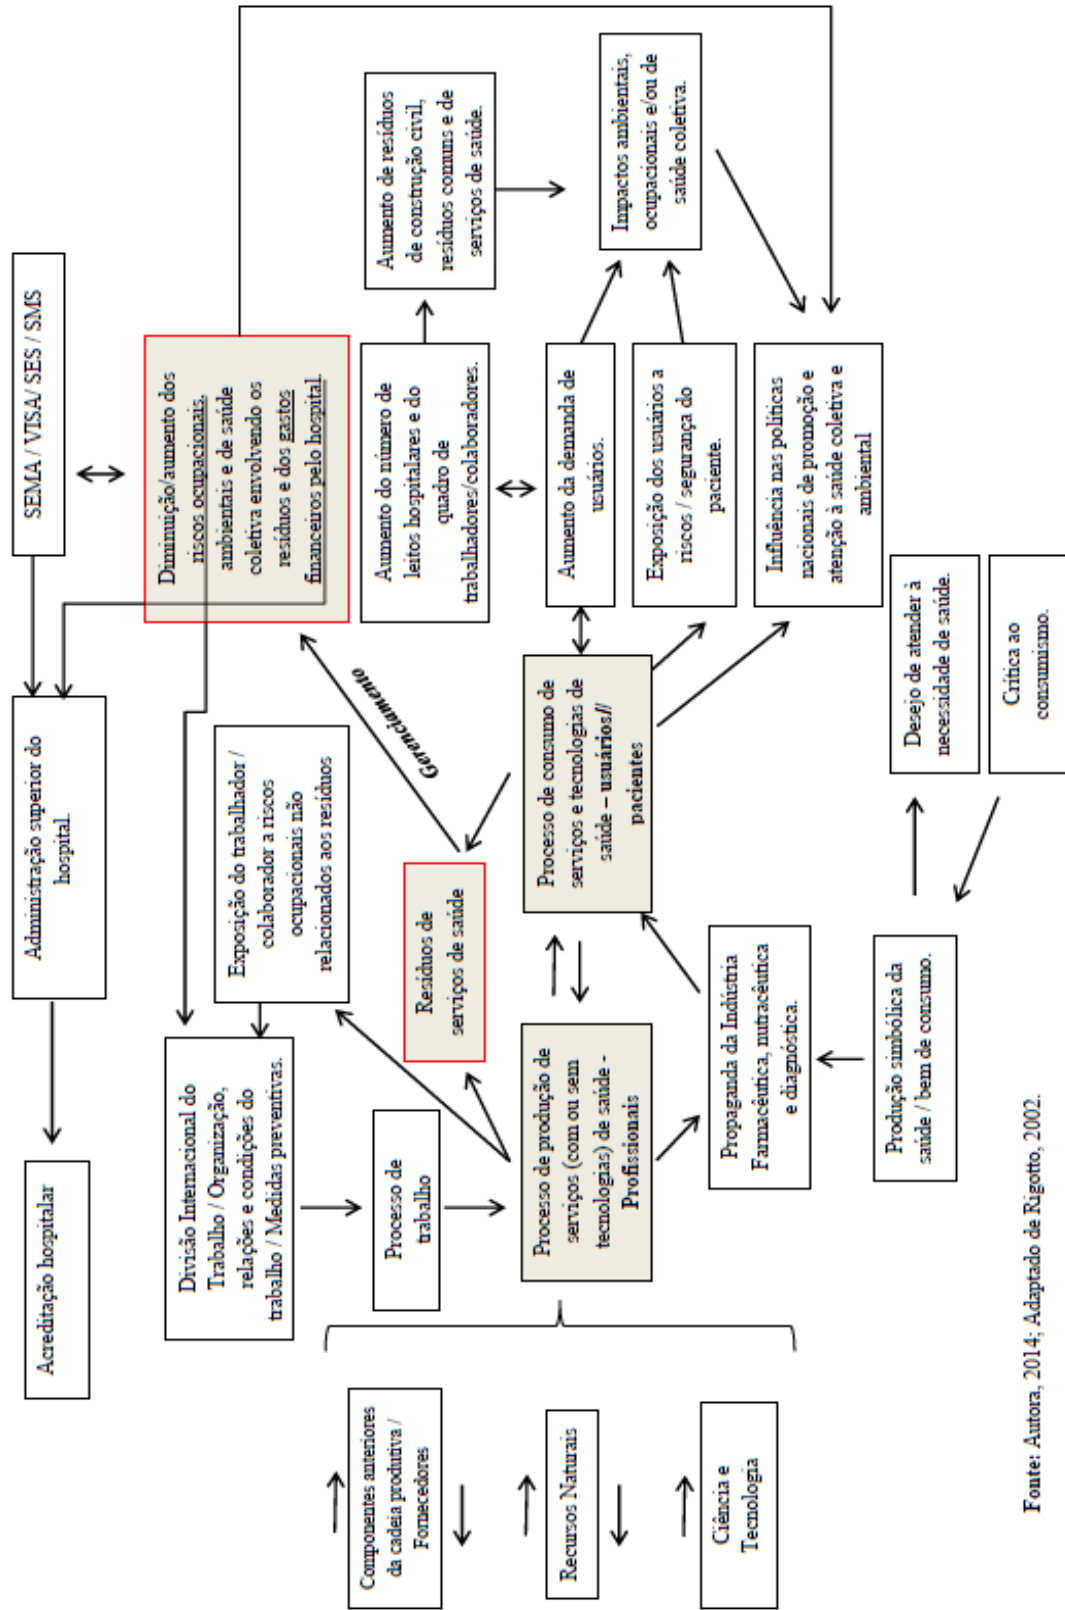 Acreditação hospitalar
Administração superior do
hospital.
SEMA / VISA/ SES / SMS
Divisão Internacional do
Trabalho / Organização,
relações e condições do
trabalho / Medidas preventivas.
Exposição do trabalhador /
colaborador a riscos
ocupacionais não
relacionados aos resíduos
Diminuição/aumento dos
riscos ocupacionais,
ambientais e de saúde
coletiva envolvendo os
resíduos e dos gastos
financeiros pelo hospital.
Gerenciamento
Componentes anteriores
da cadeia produtiva /
Fornecedores
Processo de
trabalho
Resíduos de
serviços de saúde
Aumento do número de
leitos hospitalares e do
quadro de
trabalhadores/colaboradores.
Aumento de resíduos
de construção civil,
resíduos comuns e de
serviços de saúde.
Recursos Naturais
Processo de produção de
serviços (com ou sem
tecnologias) de saúde -
Profissionais
Processo de consumo de
serviços e tecnologias de
saúde – usuários//
pacientes
Aumento da demanda de
usuários.
Impactos ambientais,
ocupacionais e/ou de
saúde coletiva.
Exposição dos usuários a
riscos / segurança do
paciente.
Ciência e
Tecnologia
Propaganda da Indústria
Farmacêutica, nutracêutica
e diagnóstica.
Influência nas políticas
nacionais de promoção e
atenção à saúde coletiva e
ambiental
Produção simbólica da
saúde / bem de consumo.
Desejo de atender à
necessidade de saúde.
Crítica ao
consumismo.
Fonte: Autora, 2014; Adaptado de Rigotto, 2002.